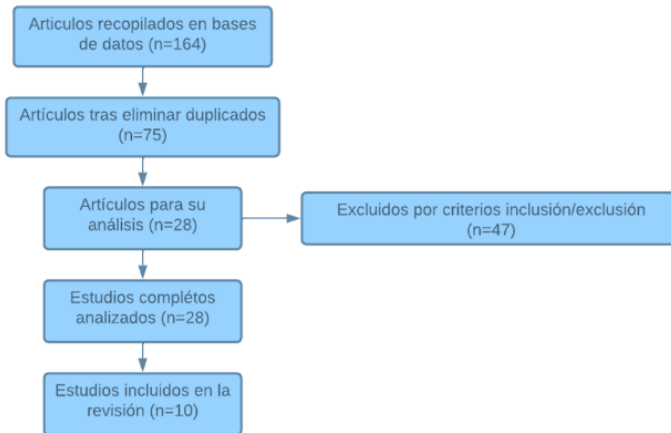 Articulos recopilados en bases
de datos (n=164)
Artículos tras eliminar duplicados
(n=75)
Artículos para su
análisis (n=28)
Excluidos por criterios inclusión/exclusión
(n=47)
Estudios complétos
analizados (n=28)
Estudios incluidos en la
revisión (n=10)